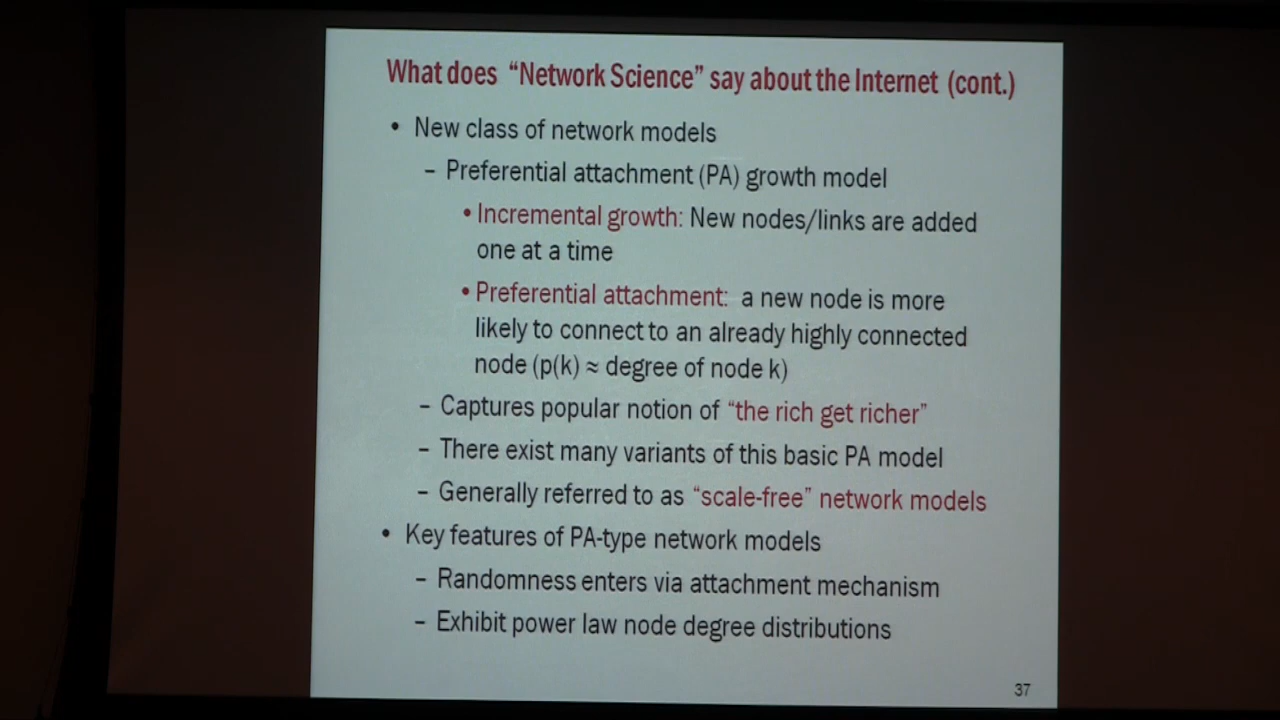 What does "Network Science" say about the Internet (cont.)
• New class of network models
– Preferential attachment (PA) growth model
• Incremental growth: New nodes/links are added
one at a time
• Preferential attachment: a new node is more
likely to connect to an already highly connected
node (p(k) ≈ degree of node k)
– Captures popular notion of "the rich get richer"
– There exist many variants of this basic PA model
– Generally referred to as "scale-free" network models
• Key features of PA-type network models
– Randomness enters via attachment mechanism
– Exhibit power law node degree distributions
37